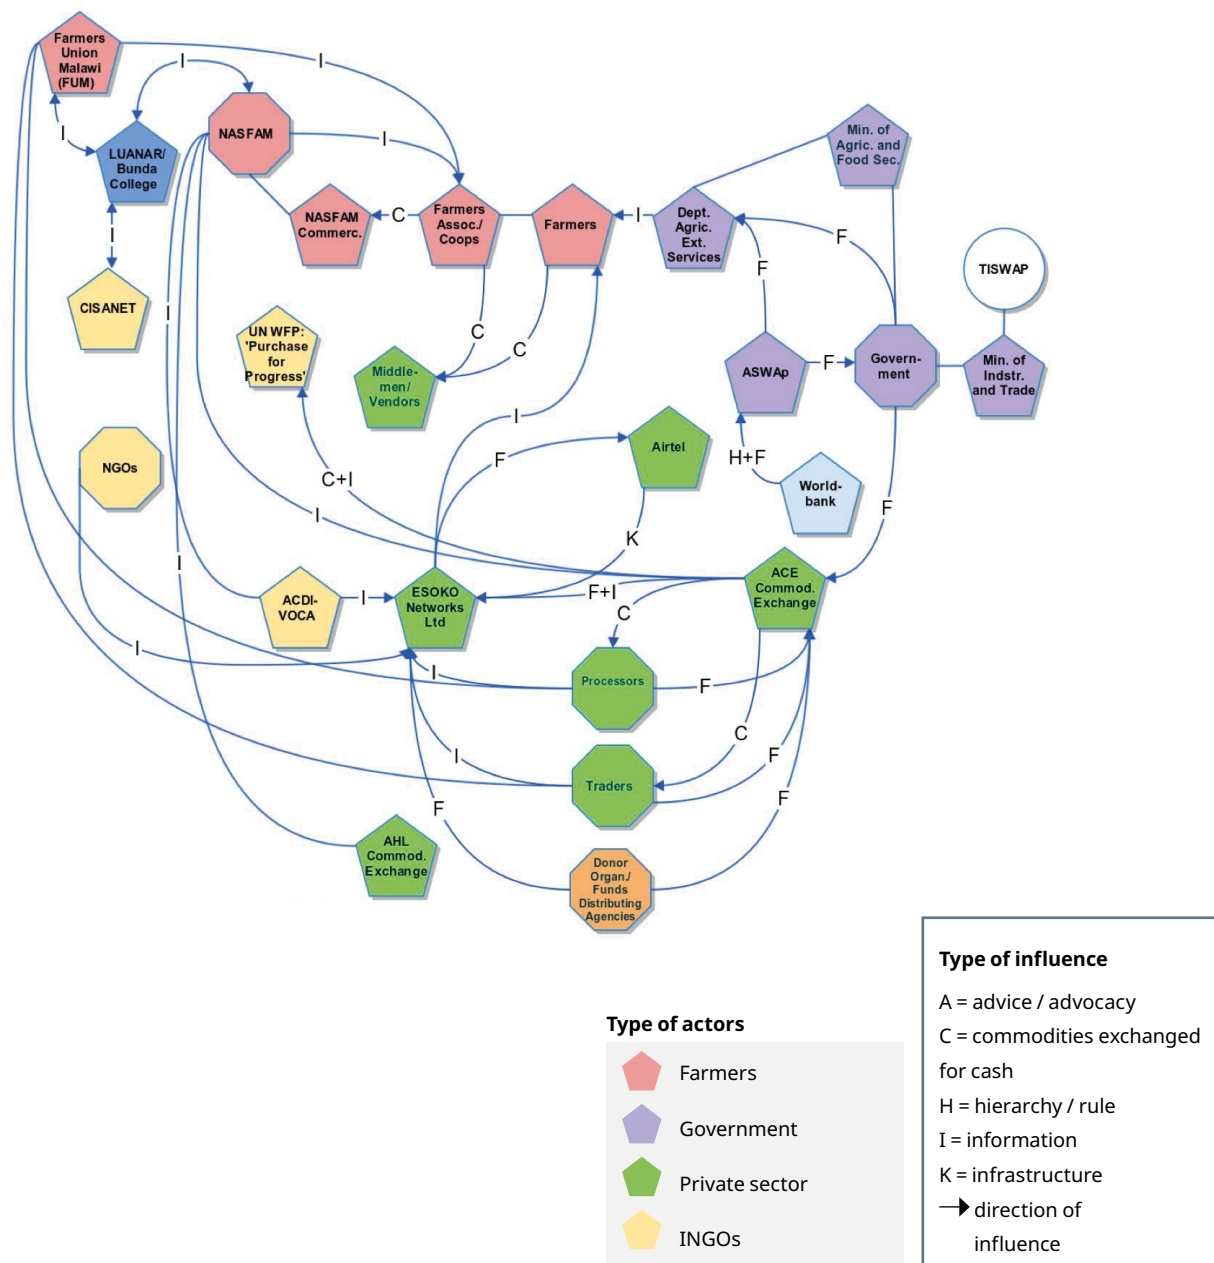 Farmers
Union
Malawi
(FUM)
I
I
I
NASFAM
I
LUANAR/
Bunda
College
I
CISANET
NASFAM
Commerc.
C
Farmers
Assoc./
Coops
Farmers
I
Dept.
Agric.
Ext.
Services
Min. of
Agric. and
Food Sec.
F
F
TISWAP
UN WFP:
'Purchase
for
Progress'
I
C
C
Middle-
men/
Vendors
ASWAp
F
Govern-
ment
Min. of
Indstr.
and Trade
I
Airtel
F
H+F
World-
bank
NGOs
C+I
I
K
F
I
ACDI-
VOCA
I
ESOKO
Networks
Ltd
F+I
ACE
Commod.
Exchange
C
I
I
Processors
F
C
I
F
Traders
F
F
AHL
Commod.
Exchange
Donor
Organ./
Funds
Distributing
Agencies
Type of actors
Farmers
Government
Private sector
INGOs
Type of influence
A = advice / advocacy
C = commodities exchanged
for cash
H = hierarchy / rule
I = information
K = infrastructure
direction of
influence